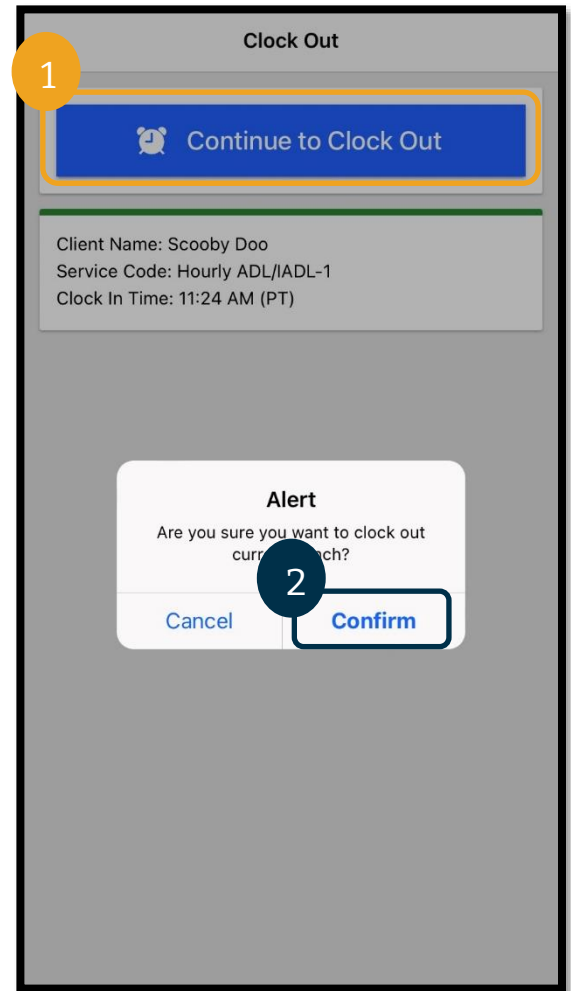 Clock Out
1
Continue to Clock Out
Client Name: Scooby Doo
Service Code: Hourly ADL/IADL-1
Clock In Time: 11:24 AM (PT)
Alert
Are you sure you want to clock out
2
Cancel
Confirm